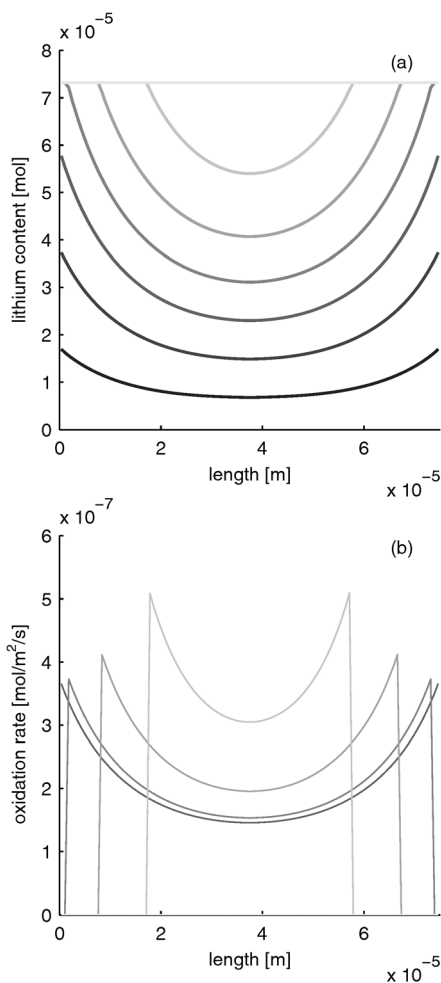 x 10⁻⁵
(a)
8
7
6
5
4
3
2
1
0
lithium content [mol]
0 2 4 6
length [m]
x 10⁻⁵
x 10⁻⁷
(b)
6
5
4
3
2
1
0
oxidation rate [mol/m²/s]
0 2 4 6
length [m]
x 10⁻⁵